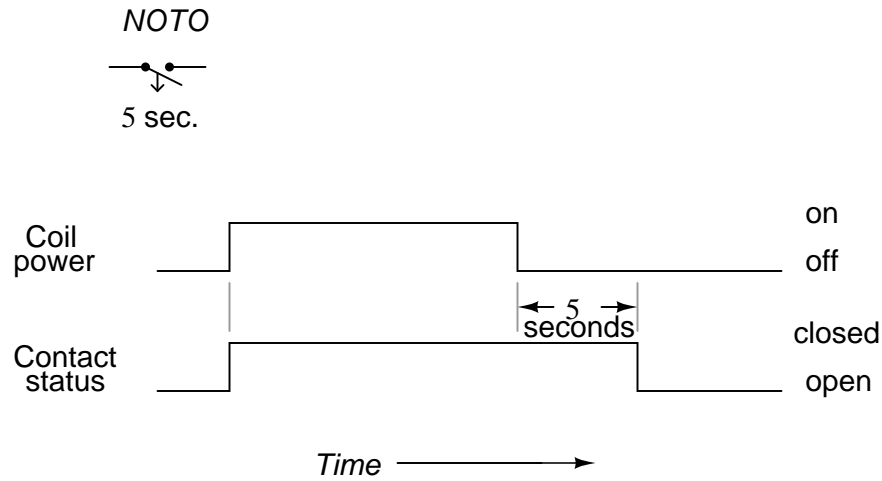 NOTO
5 sec.
Coil
power
on
off
5
seconds
Contact
status
closed
open
Time